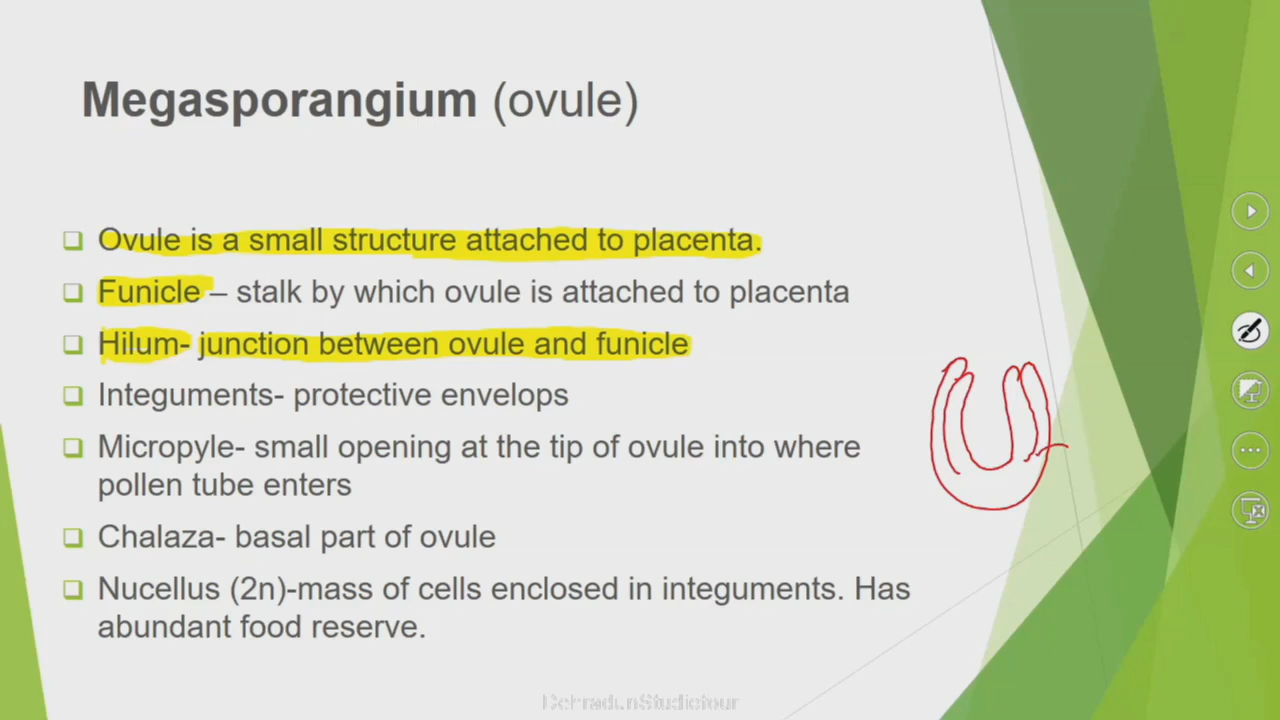 Megasporangium (ovule)
Ovule is a small structure attached to placenta.
Funicle – stalk by which ovule is attached to placenta
Hilum- junction between ovule and funicle
Integuments- protective envelops
Micropyle- small opening at the tip of ovule into where
pollen tube enters
Chalaza- basal part of ovule
Nucellus (2n)-mass of cells enclosed in integuments. Has
abundant food reserve.